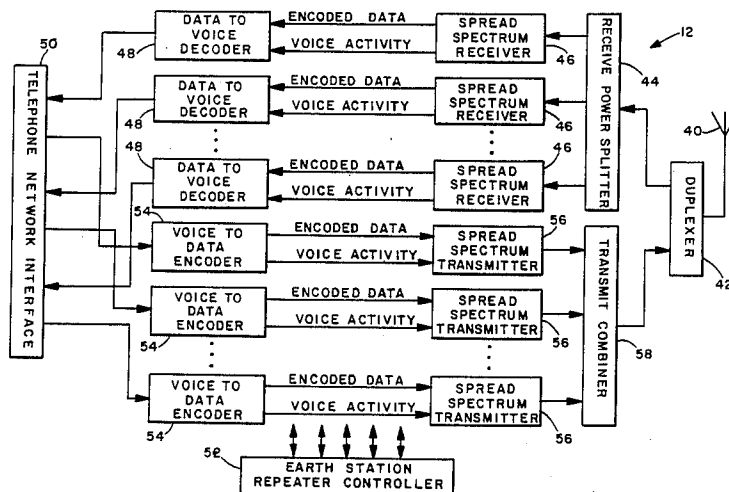 50
TELEPHONE NETWORK INTERFACE
DATA TO
VOICE
DECODER
48
ENCODED DATA
VOICE ACTIVITY
SPREAD
SPECTRUM
RECEIVER
46
RECEIVE POWER SPLITTER
44
12
DATA TO
VOICE
DECODER
48
ENCODED DATA
VOICE ACTIVITY
SPREAD
SPECTRUM
RECEIVER
46
40
DUPLEXER
42
48
DATA TO
VOICE
DECODER
ENCODED DATA
VOICE ACTIVITY
46
SPREAD
SPECTRUM
RECEIVER
54
VOICE TO
DATA
ENCODER
ENCODED DATA
VOICE ACTIVITY
56
SPREAD
SPECTRUM
TRANSMITTER
TRANSMIT COMBINER
58
VOICE TO
DATA
ENCODER
54
ENCODED DATA
VOICE ACTIVITY
SPREAD
SPECTRUM
TRANSMITTER
56
VOICE TO
DATA
ENCODER
54
ENCODED DATA
VOICE ACTIVITY
SPREAD
SPECTRUM
TRANSMITTER
56
52
EARTH STATION
REPEATER CONTROLLER